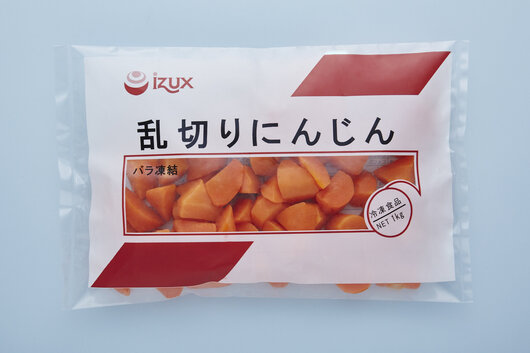 izux
乱切りにんじん
バラ凍結
冷凍食品
NET 1kg